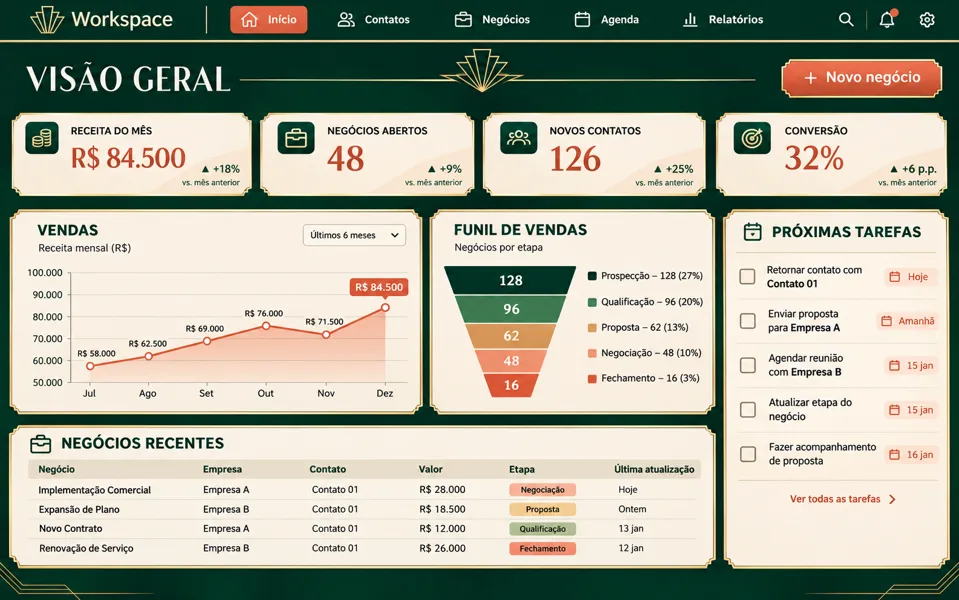 Workspace
Início
Contatos
Negócios
Agenda
Relatórios
VISÃO GERAL
+ Novo negócio
RECEITA DO MÊS
R$ 84.500
▲ +18%
vs. mês anterior
NEGÓCIOS ABERTOS
48
▲ +9%
vs. mês anterior
NOVOS CONTATOS
126
▲ +25%
vs. mês anterior
CONVERSÃO
32%
▲ +6 p.p.
vs. mês anterior
VENDAS
Receita mensal (R$)
Últimos 6 meses
100.000
90.000
80.000
70.000
60.000
50.000
R$ 58.000
R$ 62.500
R$ 69.000
R$ 76.000
R$ 71.500
R$ 84.500
Jul
Ago
Set
Out
Nov
Dez
FUNIL DE VENDAS
Negócios por etapa
128
96
62
48
16
Prospecção – 128 (27%)
Qualificação – 96 (20%)
Proposta – 62 (13%)
Negociação – 48 (10%)
Fechamento – 16 (3%)
PRÓXIMAS TAREFAS
Retornar contato com
Contato 01
Hoje
Enviar proposta
para Empresa A
Amanhã
Agendar reunião
com Empresa B
15 jan
Atualizar etapa do
negócio
15 jan
Fazer acompanhamento
de proposta
16 jan
Ver todas as tarefas
NEGÓCIOS RECENTES
Negócio Empresa Contato Valor Etapa Última atualização
Implementação Comercial Empresa A Contato 01 R$ 28.000 Negociação Hoje
Expansão de Plano Empresa B Contato 01 R$ 18.500 Proposta Ontem
Novo Contrato Empresa A Contato 01 R$ 12.000 Qualificação 13 jan
Renovação de Serviço Empresa B Contato 01 R$ 26.000 Fechamento 12 jan